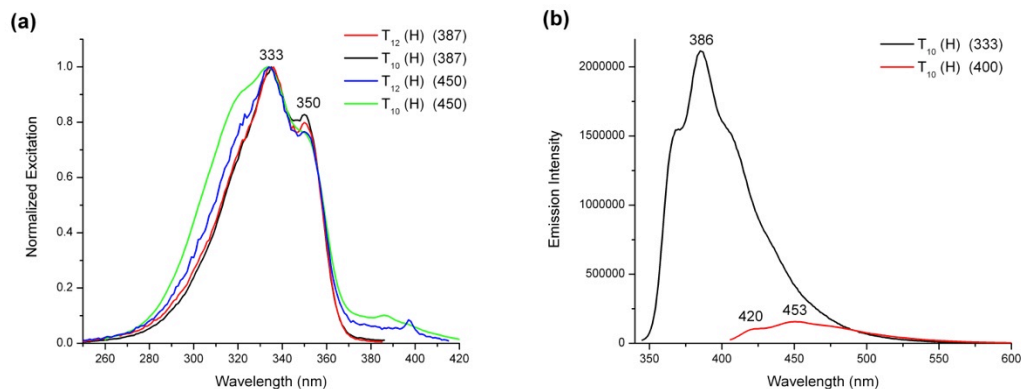 (a)
333
350
T₁₂ (H) (387)
T₁₀ (H) (387)
T₁₂ (H) (450)
T₁₀ (H) (450)
Normalized Excitation
1.0
0.8
0.6
0.4
0.2
0.0
260 280 300 320 340 360 380 400 420
Wavelength (nm)
(b)
386
T₁₀ (H) (333)
T₁₀ (H) (400)
Emission Intensity
2000000
1500000
1000000
500000
0
420 453
350 400 450 500 550 600
Wavelength (nm)